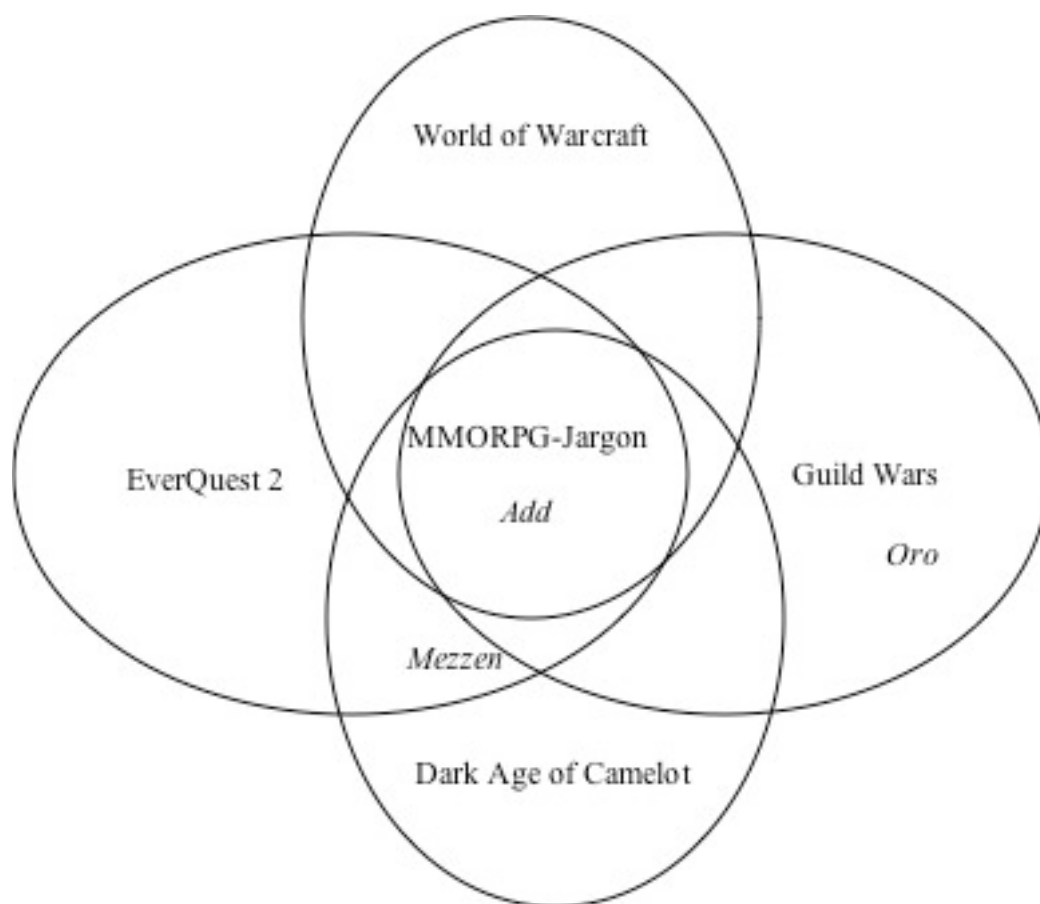 World of Warcraft
MMORPG-Jargon
EverQuest 2
Guild Wars
Add
Oro
Mezzen
Dark Age of Camelot